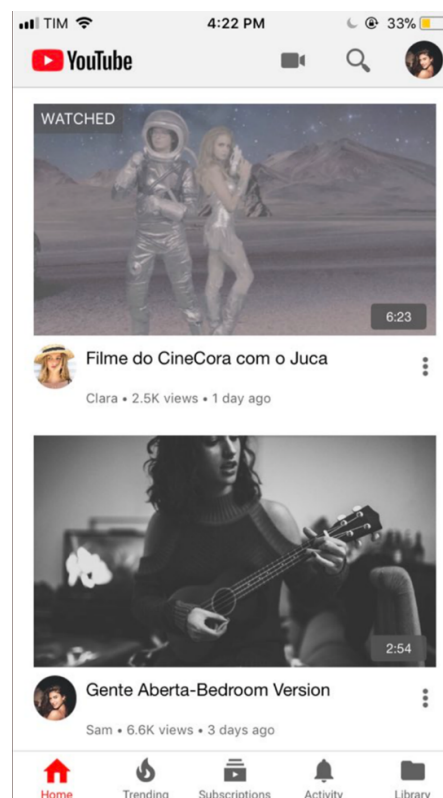 TIM 4:22 PM 33%
YouTube
WATCHED
6:23
Filme do CineCora com o Juca
Clara • 2.5K views • 1 day ago
2:54
Gente Aberta-Bedroom Version
Sam • 6.6K views • 3 days ago
Home Trending Subscriptions Activity Library